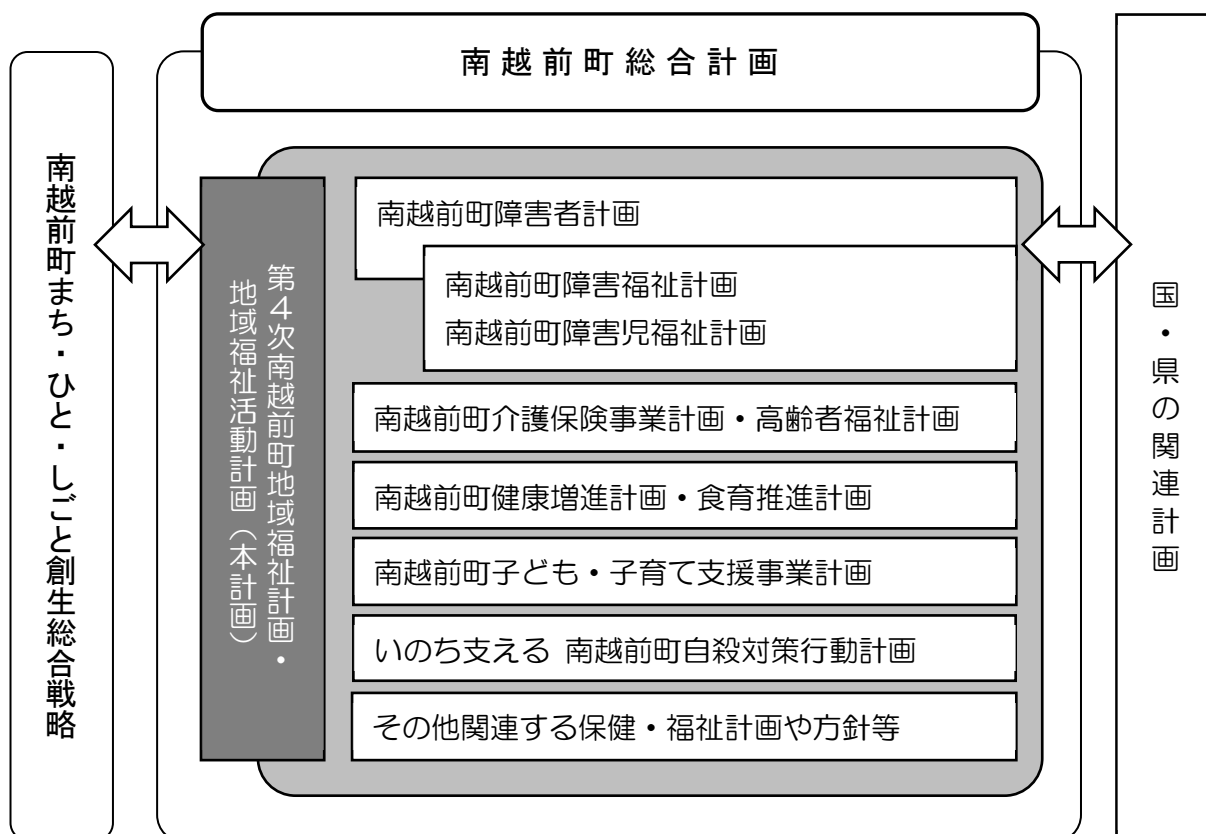 南越前町総合計画
南越前町まち・ひと・しごと創生総合戦略
第４次南越前町地域福祉計画・
地域福祉活動計画（本計画）
南越前町障害者計画
南越前町障害福祉計画
南越前町障害児福祉計画
南越前町介護保険事業計画・高齢者福祉計画
南越前町健康増進計画・食育推進計画
南越前町子ども・子育て支援事業計画
いのち支える 南越前町自殺対策行動計画
その他関連する保健・福祉計画や方針等
国・県の関連計画